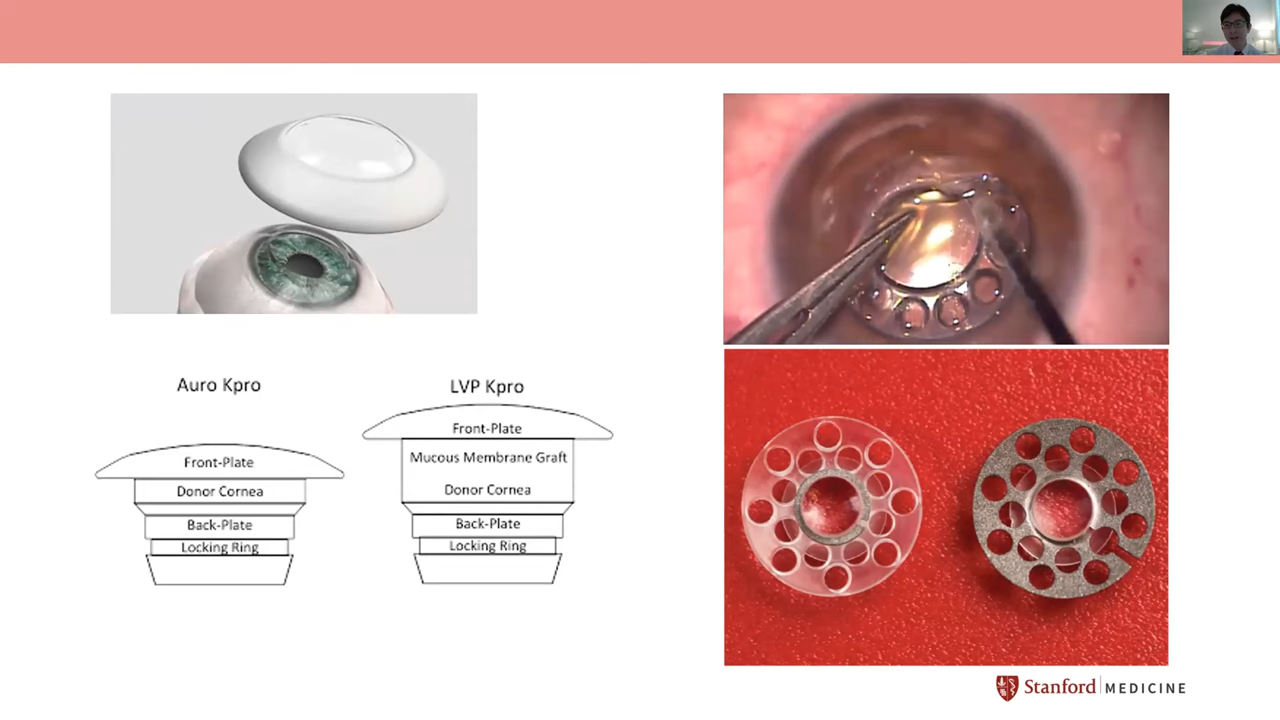 Auro Kpro
Front-Plate
Donor Cornea
Back-Plate
Locking Ring
LVP Kpro
Front-Plate
Mucous Membrane Graft
Donor Cornea
Back-Plate
Locking Ring
Stanford MEDICINE